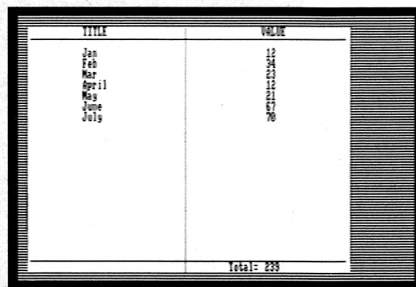 TITLE VALUE
Jan 12
Feb 34
Mar 23
April 12
May 21
June 67
July 70
Total= 239